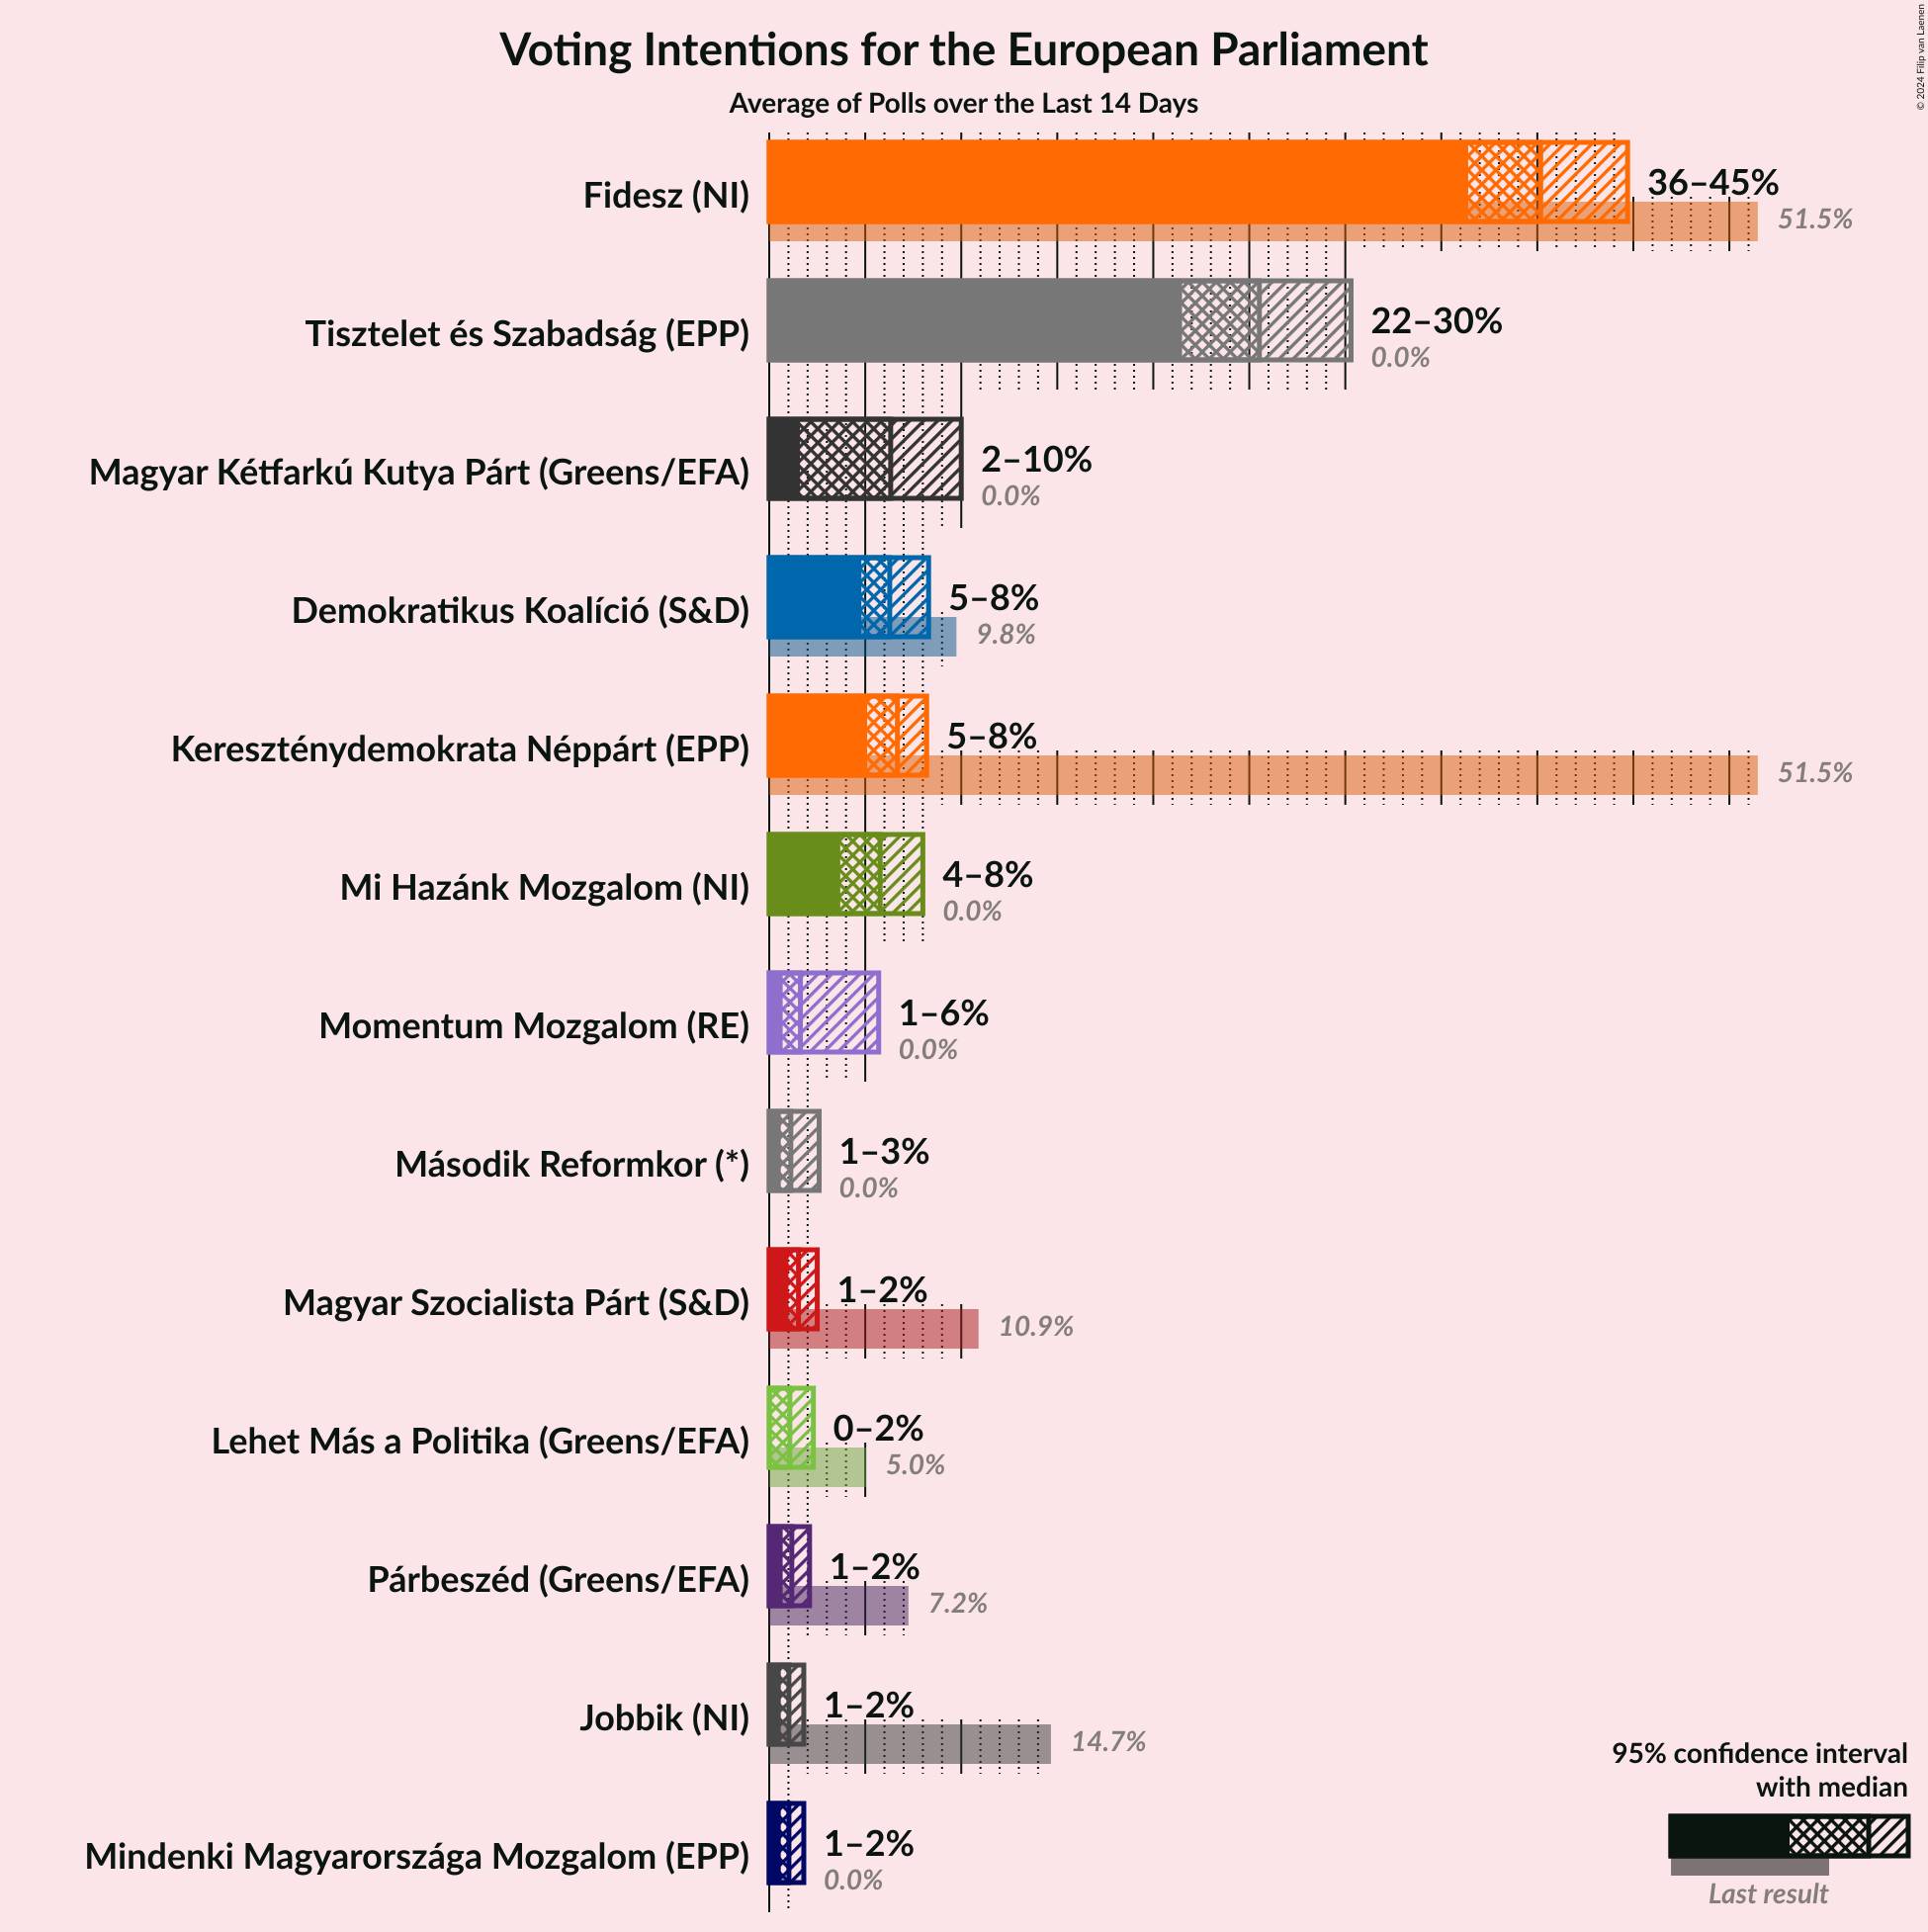 © 2024 Filip van Laenen
Voting Intentions for the European Parliament
Average of Polls over the Last 14 Days
Fidesz (NI)
36–45%
51.5%
Tisztelet és Szabadság (EPP)
22–30%
0.0%
Magyar Kétfarkú Kutya Párt (Greens/EFA)
2–10%
0.0%
Demokratikus Koalíció (S&D)
5–8%
9.8%
Kereszténydemokrata Néppárt (EPP)
5–8%
51.5%
Mi Hazánk Mozgalom (NI)
4–8%
0.0%
Momentum Mozgalom (RE)
1–6%
0.0%
Második Reformkor (*)
1–3%
0.0%
Magyar Szocialista Párt (S&D)
1–2%
10.9%
Lehet Más a Politika (Greens/EFA)
0–2%
5.0%
Párbeszéd (Greens/EFA)
1–2%
7.2%
Jobbik (NI)
1–2%
14.7%
Mindenki Magyarországa Mozgalom (EPP)
1–2%
0.0%
95% confidence interval
with median
Last result